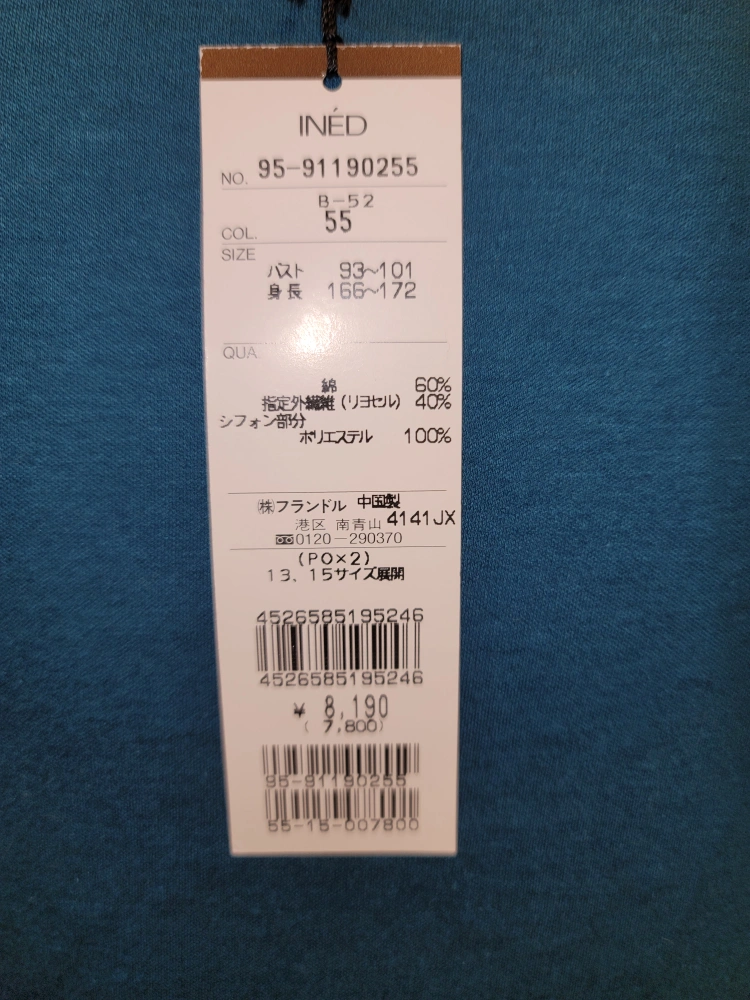 INÉD
NO. 95-91190255
B-52
COL. 55
SIZE
バスト 93~101
身長 166~172
QUA
綿 60%
指定外繊維(リヨセル) 40%
シフォン部分
ポリエステル 100%
㈱フランドル 中国製
港区 南青山 4141JX
0120-290370
(PO×2)
13、15サイズ展開
4526585195246
4526585195246
¥ 8,190
( 7,800)
95-91190255
55-15-007800